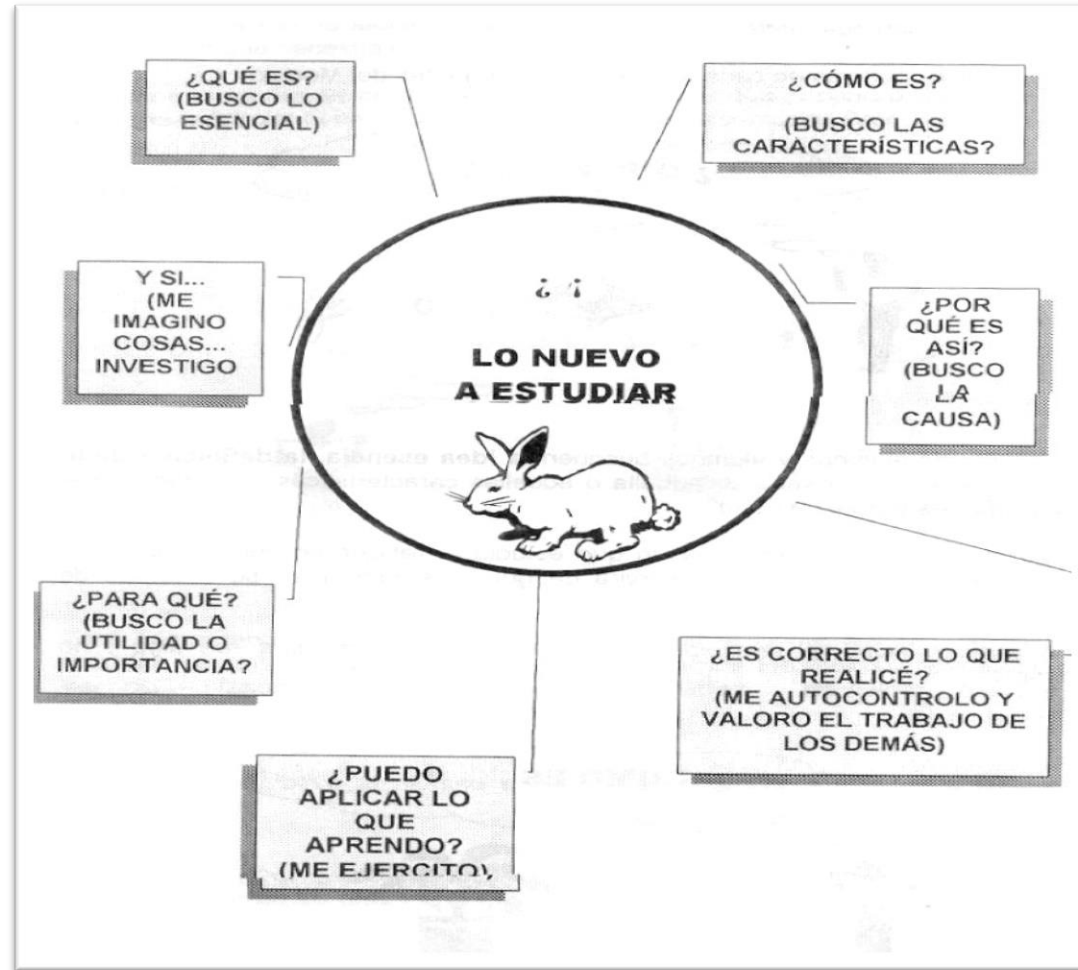 ¿QUÉ ES?
(BUSCO LO
ESENCIAL)
¿CÓMO ES?
(BUSCO LAS
CARACTERÍSTICAS?
Y SI...
(ME
IMAGINO
COSAS...
INVESTIGO
¿ ¡
LO NUEVO
A ESTUDIAR
¿POR
QUÉ ES
ASÍ?
(BUSCO
LA
CAUSA)
¿PARA QUÉ?
(BUSCO LA
UTILIDAD O
IMPORTANCIA?
¿ES CORRECTO LO QUE
REALICÉ?
(ME AUTOCONTROLO Y
VALORO EL TRABAJO DE
LOS DEMÁS)
¿PUEDO
APLICAR LO
QUE
APRENDO?
(ME EJERCITO),